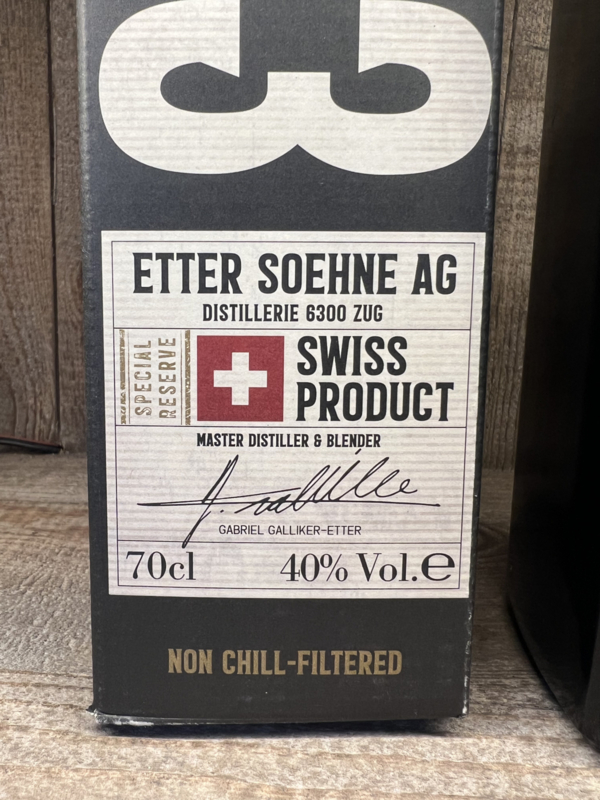 3
ETTER SOEHNE AG
DISTILLERIE 6300 ZUG
SPECIAL
RESERVE
SWISS
PRODUCT
MASTER DISTILLER & BLENDER
GABRIEL GALLIKER-ETTER
70cl
40% Vol.e
NON CHILL-FILTERED